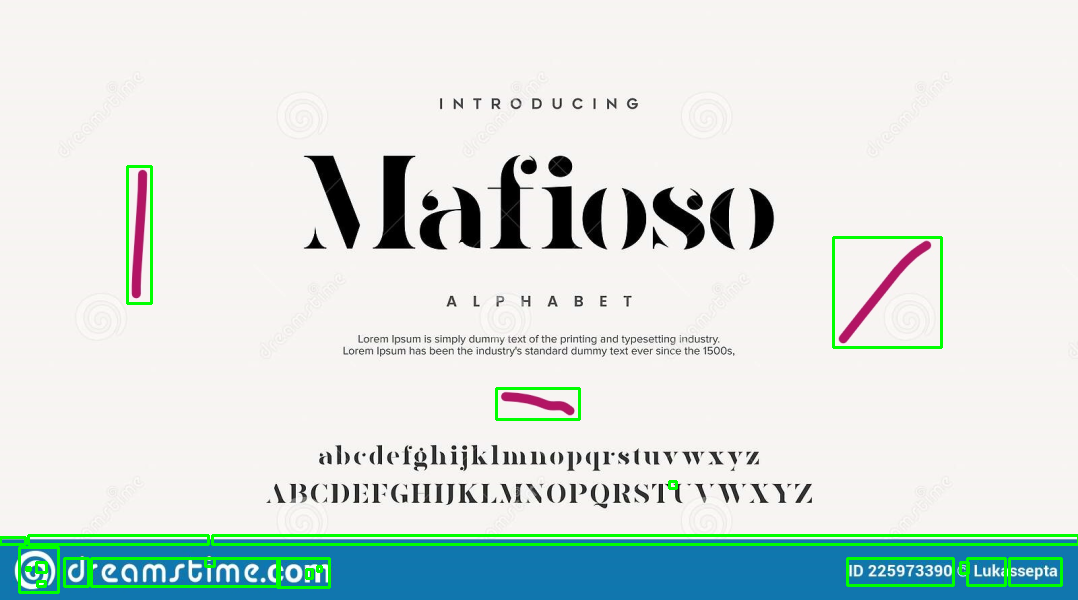 INTRODUCING
Mafioso
ALPHABET
Lorem Ipsum is simply dummy text of the printing and typesetting industry.
Lorem Ipsum has been the industry's standard dummy text ever since the 1500s,
abcdefghijklmnopqrstuvwxyz
ABCDEFGHIJKLMNOPQRSTUVWXYZ
dreamstime.com
ID 225973390 © Lukassepta